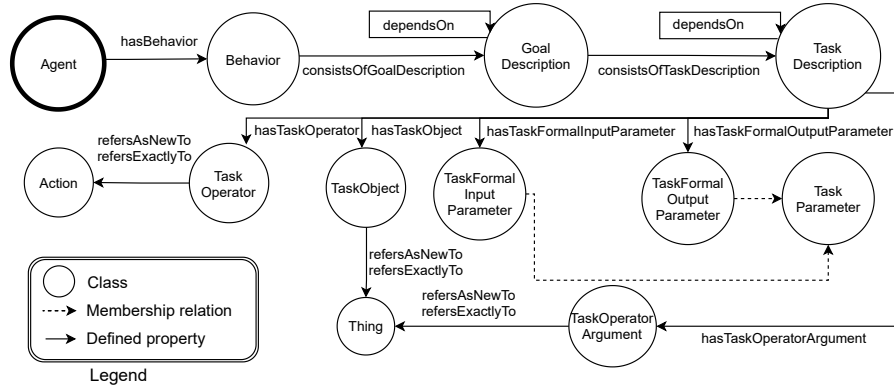 dependsOn
dependsOn
hasBehavior
Agent
Behavior
Goal
Description
Task
Description
consistsOfGoalDescription
consistsOfTaskDescription
hasTaskOperator
hasTaskObject
hasTaskFormalInputParameter
hasTaskFormalOutputParameter
refersAsNewTo
refersExactlyTo
Action
Task
Operator
TaskObject
TaskFormal
Input
Parameter
TaskFormal
Output
Parameter
Task
Parameter
refersAsNewTo
refersExactlyTo
Class
Membership relation
Defined property
Legend
Thing
refersAsNewTo
refersExactlyTo
TaskOperator
Argument
hasTaskOperatorArgument